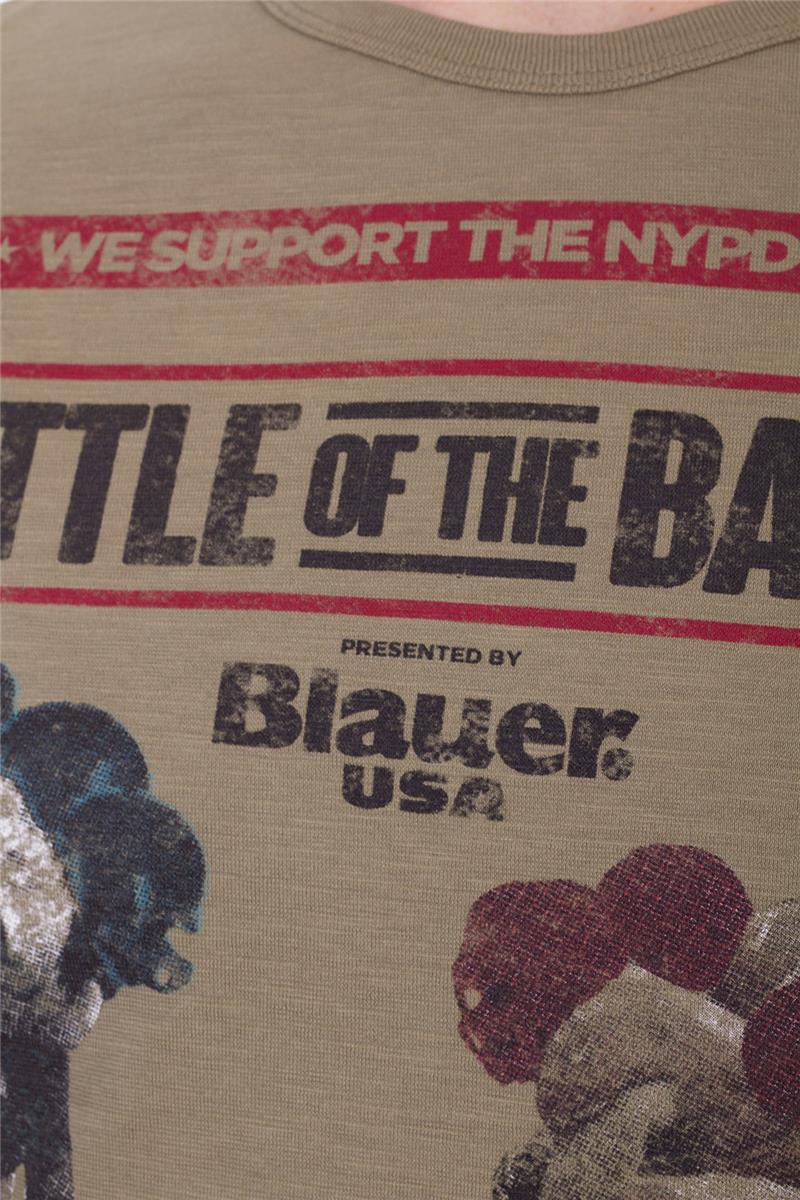 WE SUPPORT THE NYPD
TTLE OF THE BA
PRESENTED BY
Blauer.
USA